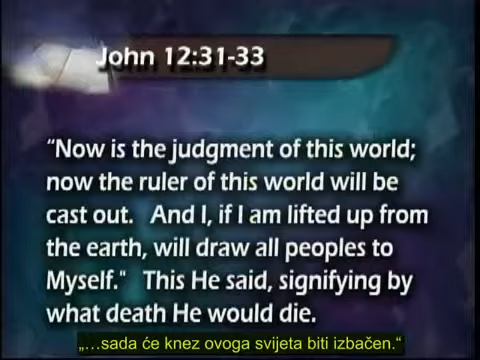 John 12:31-33
“Now is the judgment of this world;
now the ruler of this world will be
cast out.   And I, if I am lifted up from
the earth, will draw all peoples to
Myself."   This He said, signifying by
what death He would die.
„…sada će knez ovoga svijeta biti izbačen.“